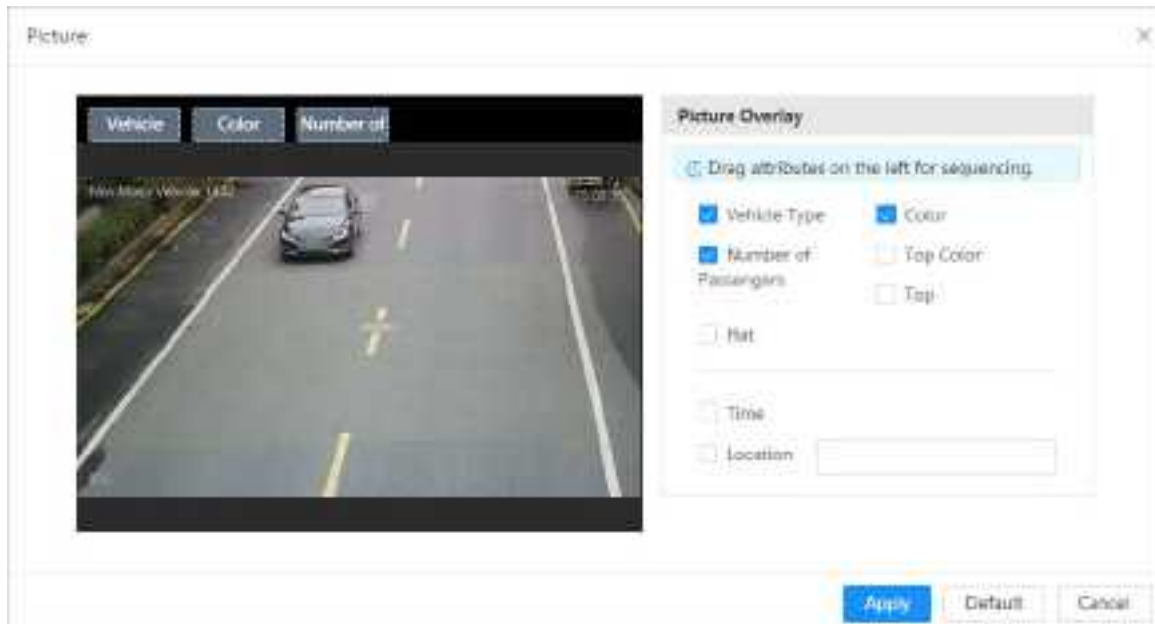 Picture
Vehicle
Color
Number of
Picture Overlay
Drag attributes on the left for sequencing
Vehicle Type
Color
Number of
Passengers
Top Color
Top
Hat
Time
Location
Apply
Default
Cancel